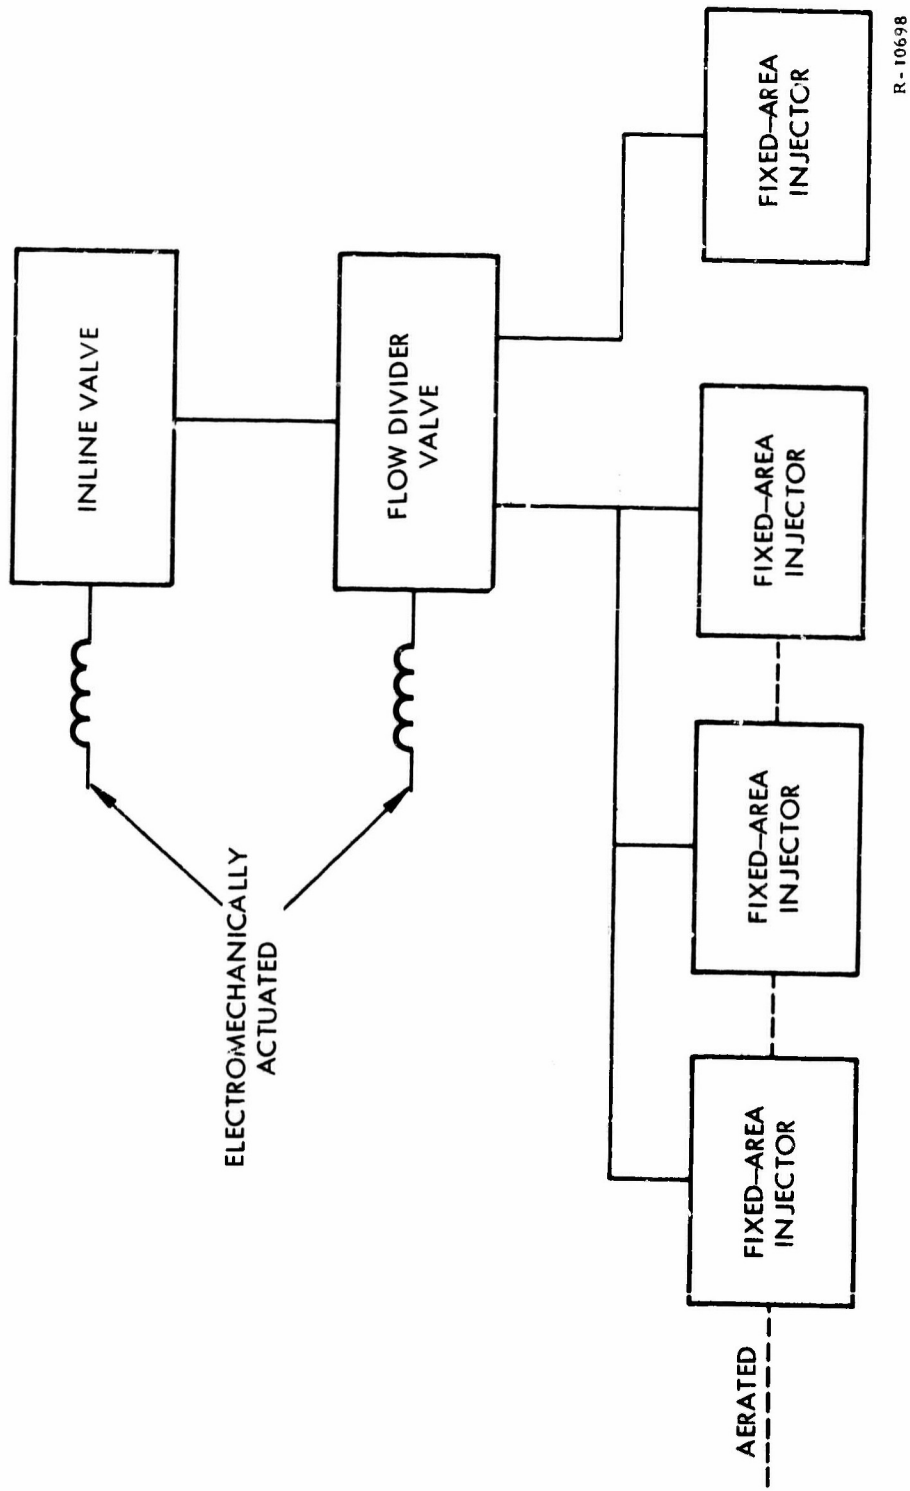 INLINE VALVE
FLOW DIVIDER
VALVE
ELECTROMECHANICALLY
ACTUATED
AERATED
FIXED-AREA
INJECTOR
FIXED-AREA
INJECTOR
FIXED-AREA
INJECTOR
FIXED-AREA
INJECTOR
R-10698